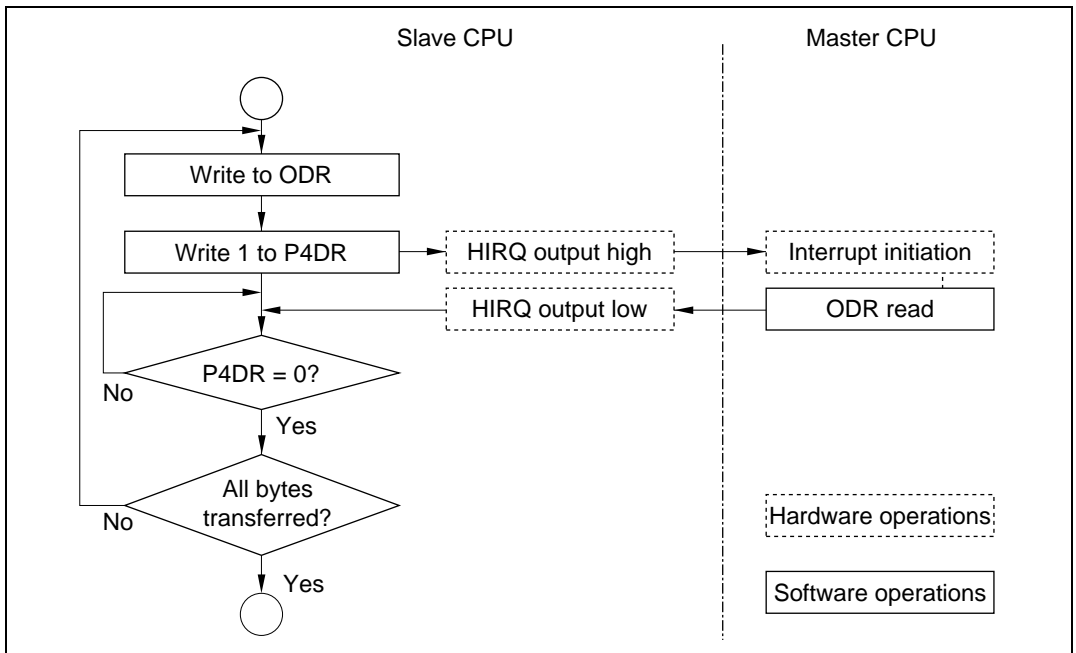 Slave CPU
Master CPU
Write to ODR
Write 1 to P4DR
HIRQ output high
Interrupt initiation
HIRQ output low
ODR read
P4DR = 0?
No
Yes
All bytes
transferred?
No
Yes
Hardware operations
Software operations